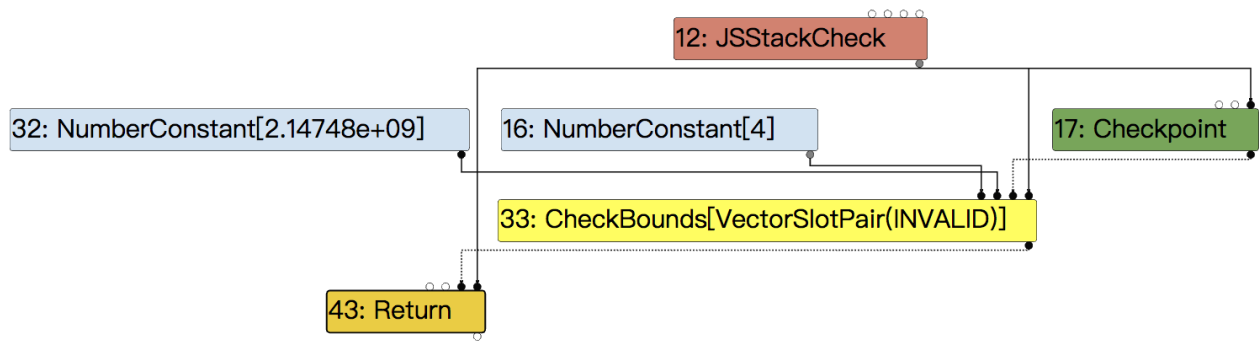 12: JSStackCheck
32: NumberConstant[2.14748e+09]
16: NumberConstant[4]
17: Checkpoint
33: CheckBounds[VectorSlotPair(INVALID)]
43: Return